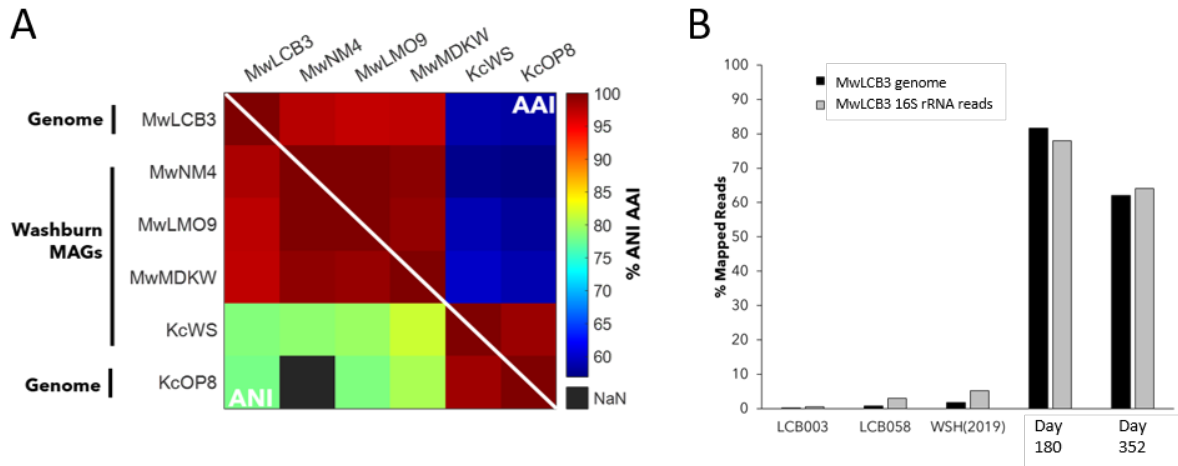 A
MwLCB3
MwNM4
MwLMO9
MwMDKW
KcWS
KcOP8
AAI
Genome
MwLCB3
MwNM4
Washburn
MAGs
MwLMO9
MwMDKW
KcWS
Genome
KcOP8
ANI
100
95
90
85
80
75
70
65
60
% ANI AAI
NaN
B
MwLCB3 genome
MwLCB3 16S rRNA reads
% Mapped Reads
100
90
80
70
60
50
40
30
20
10
0
LCB003
LCB058
WSH(2019)
Day
180
Day
352